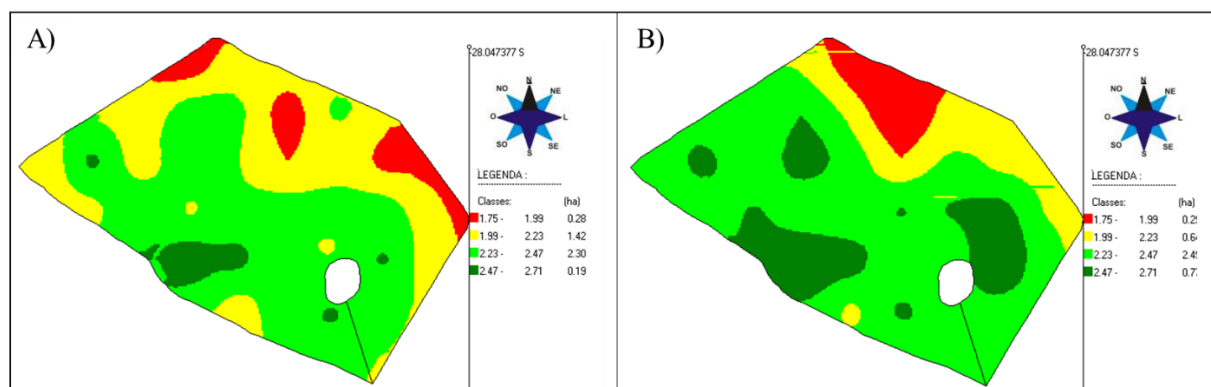 A)
28.047377 S
N
NO
NE
O
L
SO
SE
S
LEGENDA :
Classes: (ha)
1.75 - 1.99 0.28
1.99 - 2.23 1.42
2.23 - 2.47 2.30
2.47 - 2.71 0.19
B)
28.047377 S
N
NO
NE
O
L
SO
SE
S
LEGENDA :
Classes: (ha)
1.75 - 1.99
1.99 - 2.23
2.23 - 2.47
2.47 - 2.71